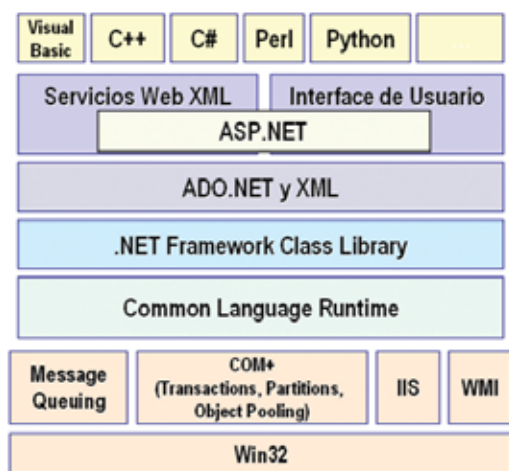 Visual
Basic
C++
C#
Perl
Python
Servicios Web XML
Interface de Usuario
ASP.NET
ADO.NET y XML
.NET Framework Class Library
Common Language Runtime
Message
Queuing
COM+
(Transactions, Partitions,
Object Pooling)
IIS
WMI
Win32